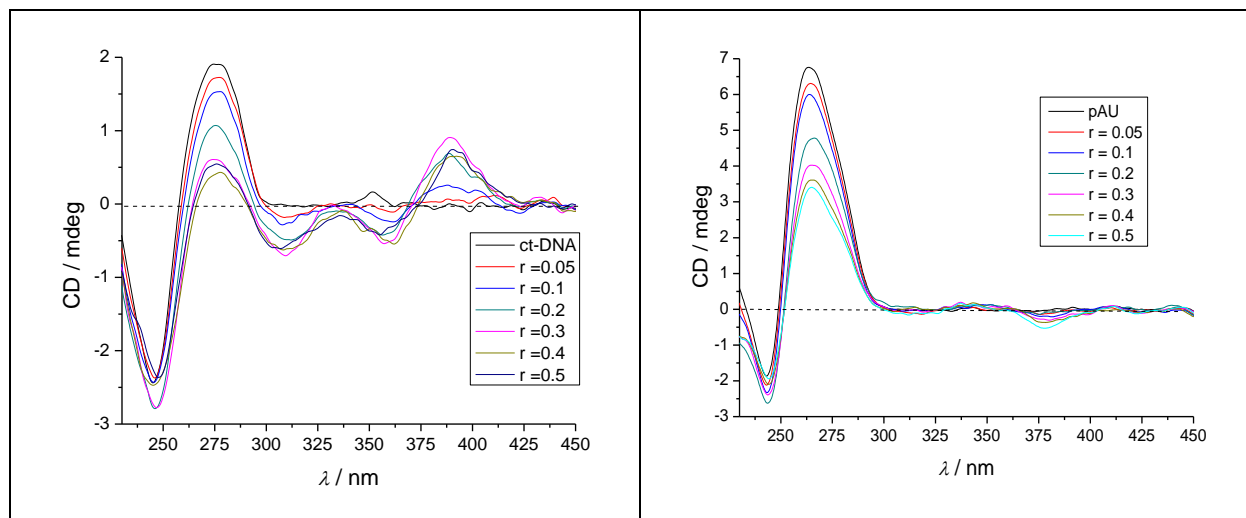 2
1
0
-1
-2
-3
CD / mdeg
225 250 275 300 325 350 375 400 425 450
λ / nm
ct-DNA
r =0.05
r =0.1
r =0.2
r =0.3
r =0.4
r =0.5
7
6
5
4
3
2
1
0
-1
-2
-3
CD / mdeg
250 275 300 325 350 375 400 425 450
λ / nm
pAU
r = 0.05
r = 0.1
r = 0.2
r = 0.3
r = 0.4
r = 0.5